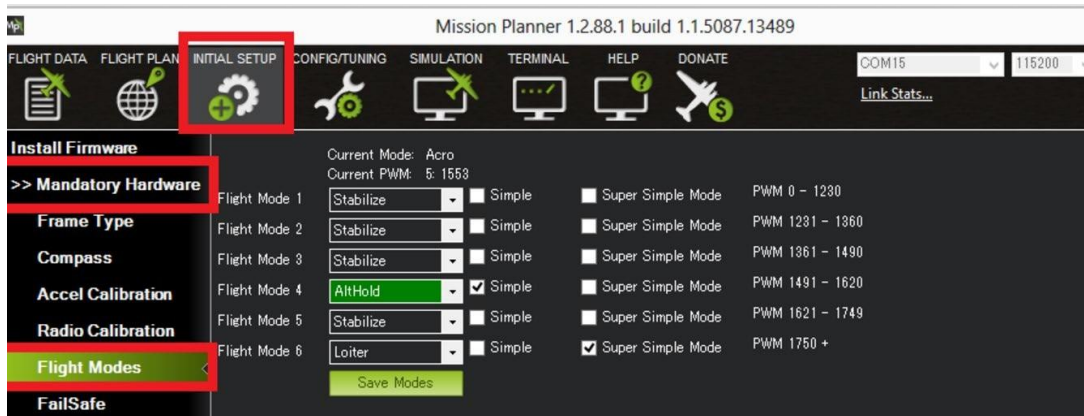 Mp
Mission Planner 1.2.88.1 build 1.1.5087.13489
FLIGHT DATA FLIGHT PLAN INITIAL SETUP CONFIG/TUNING SIMULATION TERMINAL HELP DONATE
COM15 115200
Link Stats...
Install Firmware
>> Mandatory Hardware
Frame Type
Compass
Accel Calibration
Radio Calibration
Flight Modes
FailSafe
Current Mode: Acro
Current PWM: 5: 1553
Flight Mode 1 Stabilize Simple Super Simple Mode PWM 0 - 1230
Flight Mode 2 Stabilize Simple Super Simple Mode PWM 1231 - 1360
Flight Mode 3 Stabilize Simple Super Simple Mode PWM 1361 - 1490
Flight Mode 4 AltHold Simple Super Simple Mode PWM 1491 - 1620
Flight Mode 5 Stabilize Simple Super Simple Mode PWM 1621 - 1749
Flight Mode 6 Loiter Simple Super Simple Mode PWM 1750 +
Save Modes